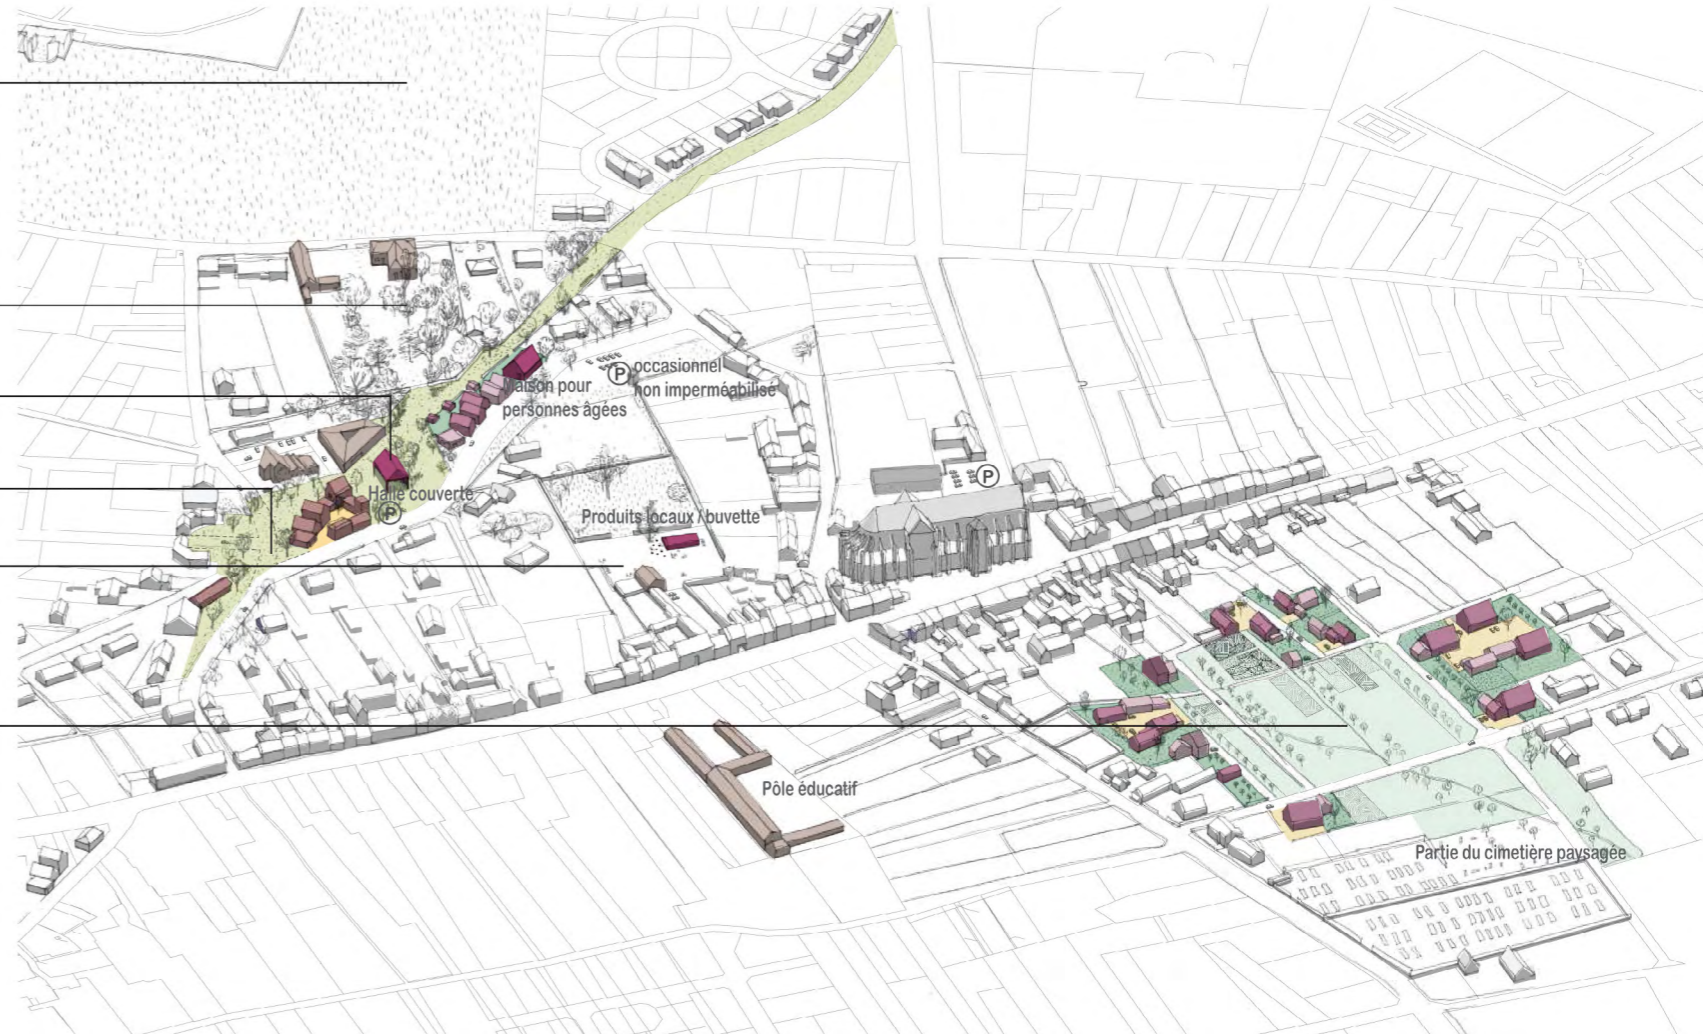 P occasionnel
non imperméabilisé
Maison pour
personnes âgées
P
Halle couverte
P
Produits locaux / buvette
Pôle éducatif
Partie du cimetière paysagée